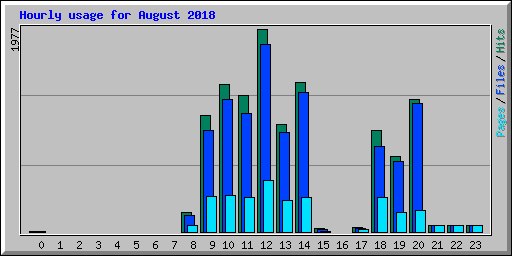 Hourly usage for August 2018
1977
Pages/Files/Hits
0 1 2 3 4 5 6 7 8 9 10 11 12 13 14 15 16 17 18 19 20 21 22 23